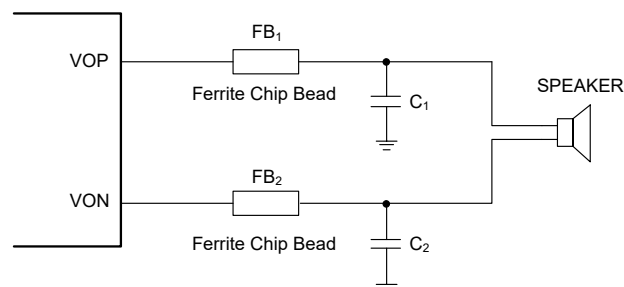 FB₁
VOP
Ferrite Chip Bead
C₁
SPEAKER
FB₂
VON
Ferrite Chip Bead
C₂